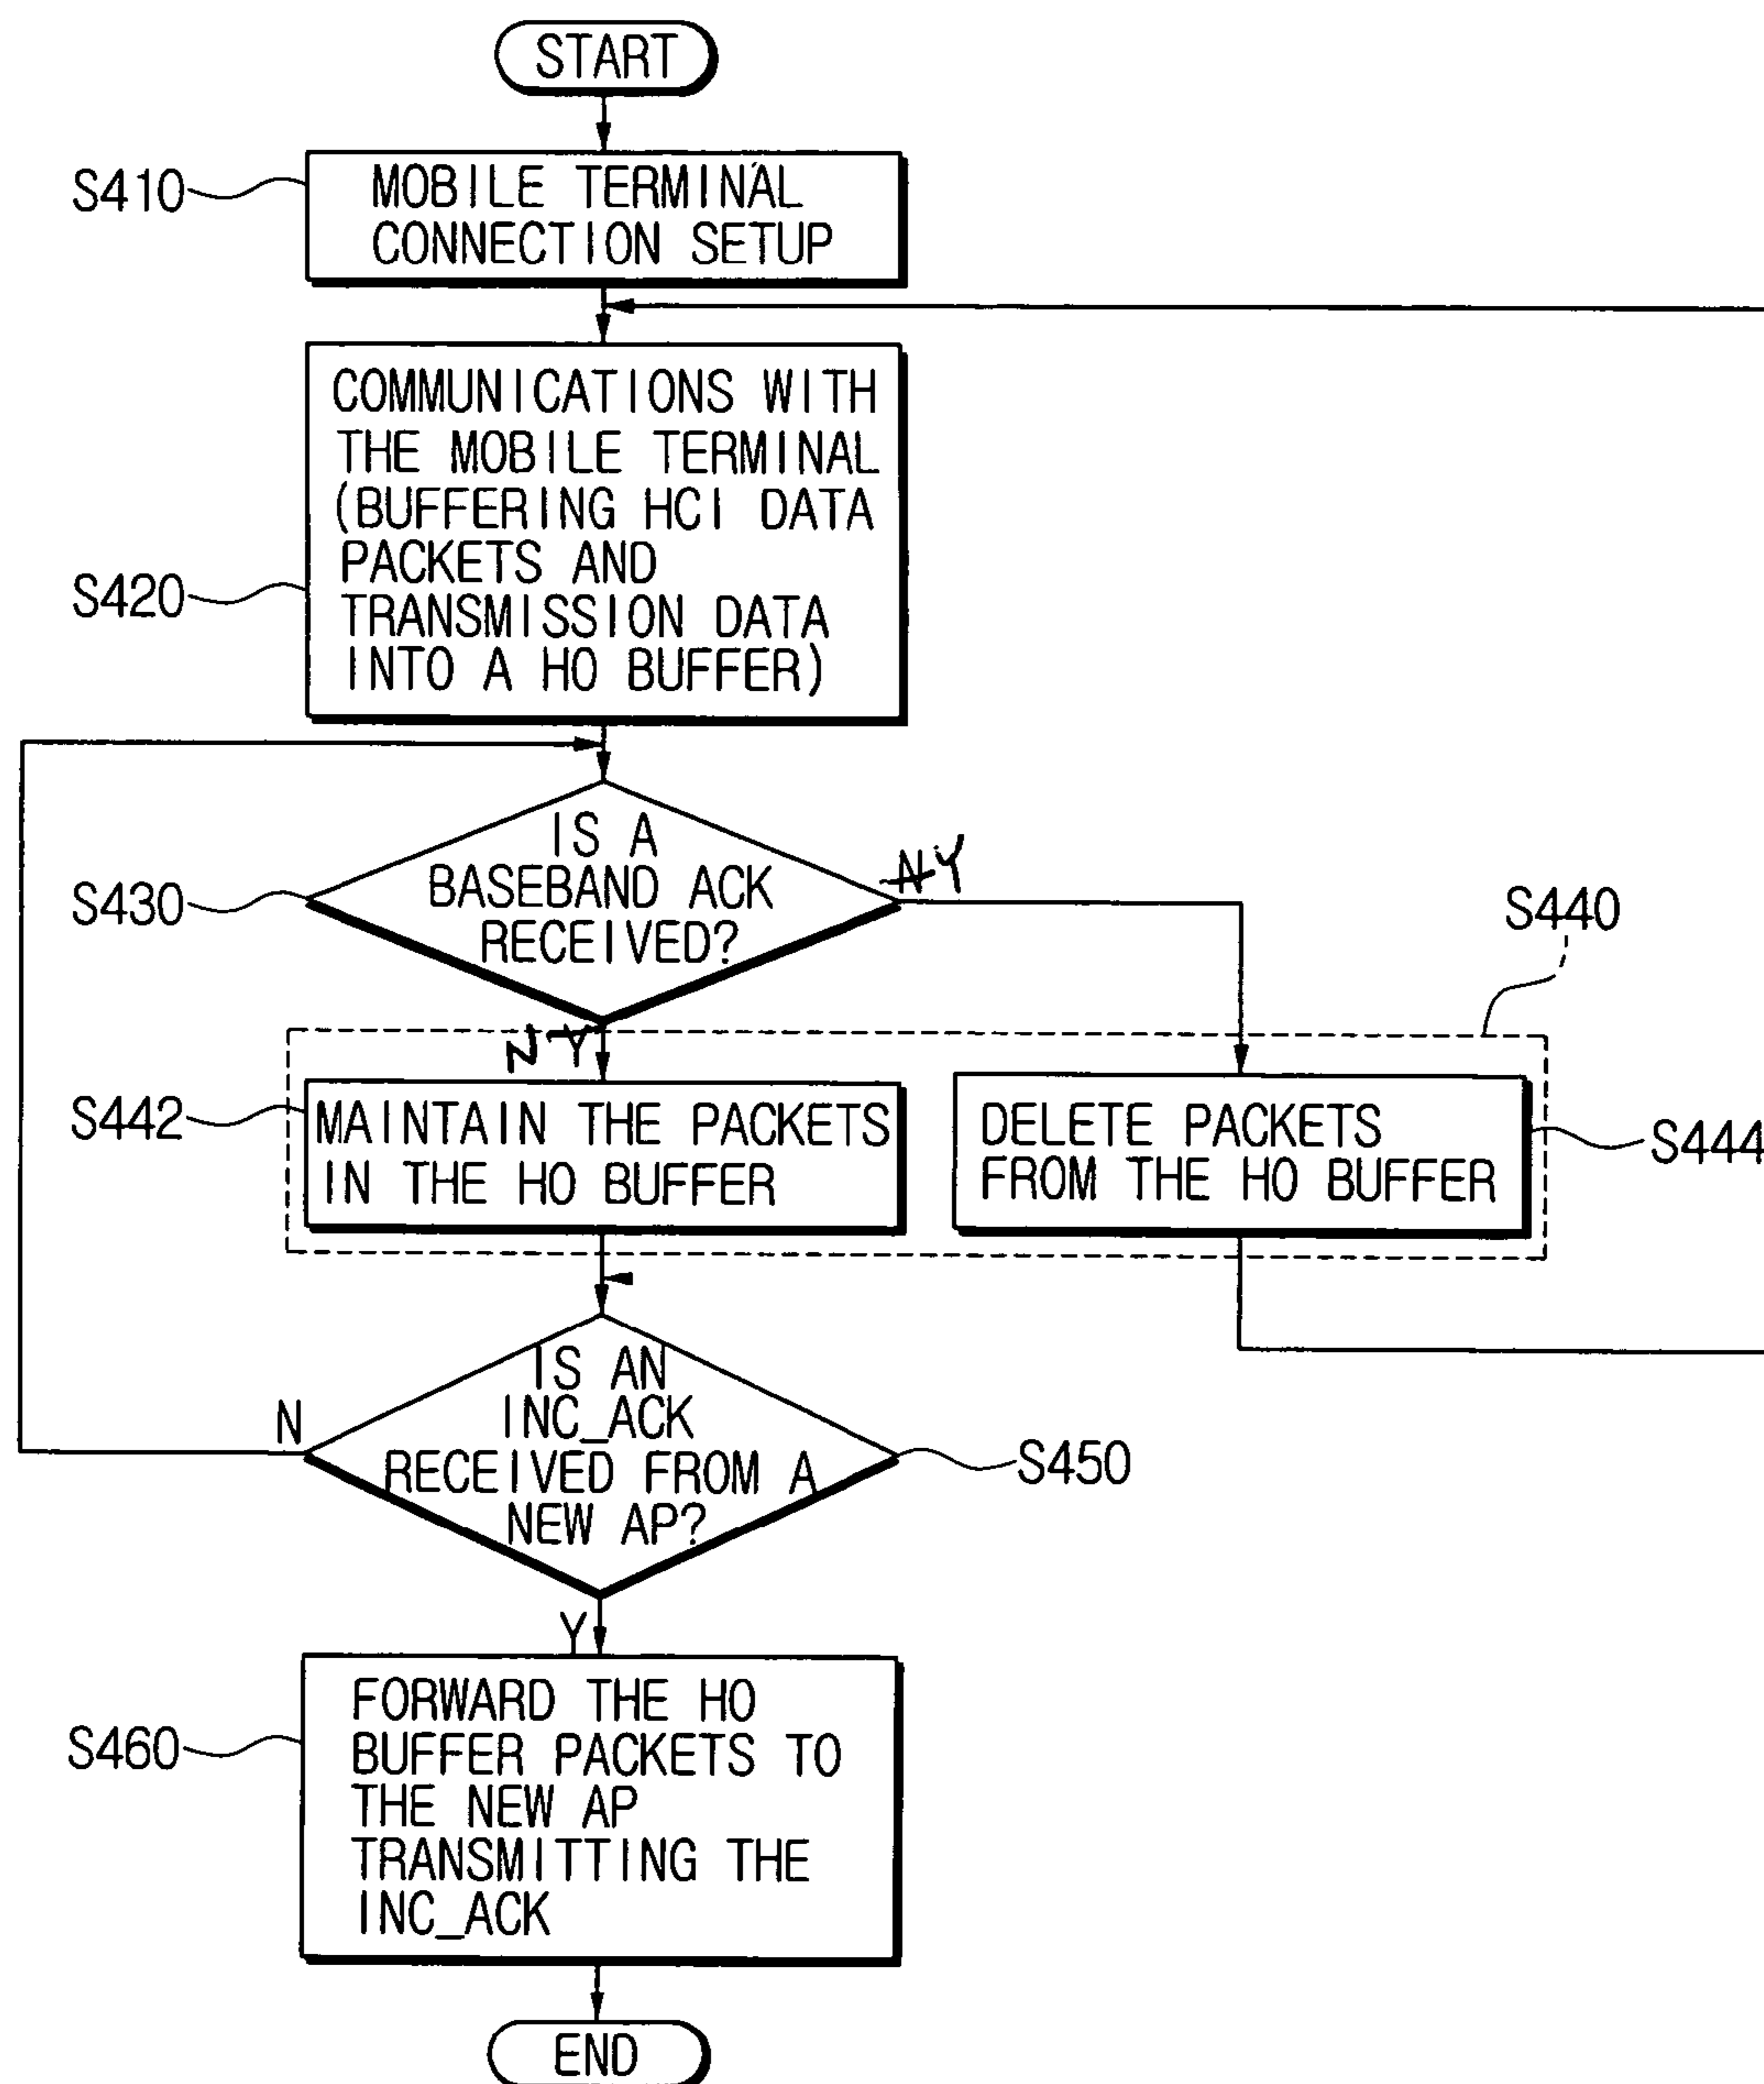 START
S410
MOBILE TERMINAL
CONNECTION SETUP
COMMUNICATIONS WITH
THE MOBILE TERMINAL
(BUFFERING HCI DATA
PACKETS AND
TRANSMISSION DATA
INTO A HO BUFFER)
S420
IS A
BASEBAND ACK
RECEIVED?
S430
N Y
S440
N Y
S442
MAINTAIN THE PACKETS
IN THE HO BUFFER
DELETE PACKETS
FROM THE HO BUFFER
S444
IS AN
INC_ACK
RECEIVED FROM A
NEW AP?
N
S450
Y
S460
FORWARD THE HO
BUFFER PACKETS TO
THE NEW AP
TRANSMITTING THE
INC_ACK
END